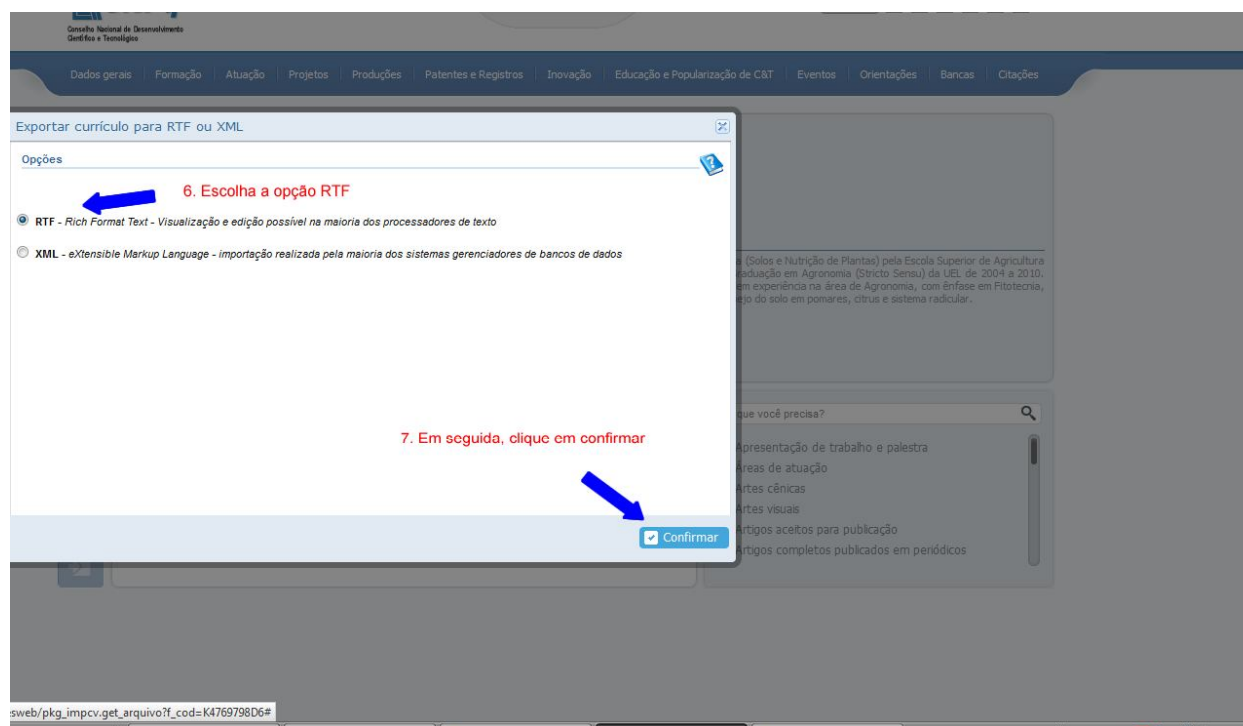 Conselho Nacional de Desenvolvimento
Científico e Tecnológico
Dados gerais Formação Atuação Projetos Produções Patentes e Registros Inovação Educação e Popularização de C&T Eventos Orientações Bancas Citações
Exportar currículo para RTF ou XML
Opções
6. Escolha a opção RTF
RTF - Rich Format Text - Visualização e edição possível na maioria dos processadores de texto
XML - eXtensible Markup Language - importação realizada pela maioria dos sistemas gerenciadores de bancos de dados
a (Solos e Nutrição de Plantas) pela Escola Superior de Agricultura
raduação em Agronomia (Stricto Sensu) da UEL de 2004 a 2010.
em experiência na área de Agronomia, com ênfase em Fitotecnia,
ejo do solo em pomares, citrus e sistema radicular.
7. Em seguida, clique em confirmar
Confirmar
que você precisa?
Apresentação de trabalho e palestra
Áreas de atuação
Artes cênicas
Artes visuais
Artigos aceitos para publicação
Artigos completos publicados em periódicos
esweb/pkg_impcv.get_arquivo?f_cod=K4769798D6#